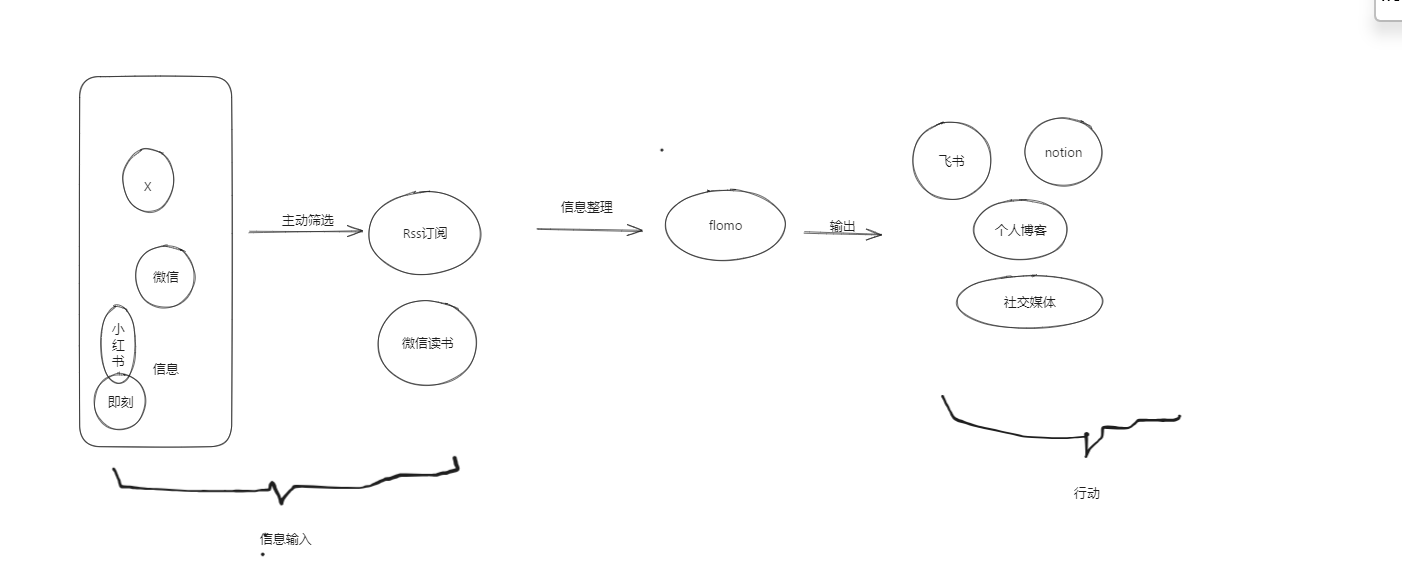 X
微信
小
红
书
信息
即刻
主动筛选
Rss订阅
微信读书
信息整理
flomo
输出
飞书
notion
个人博客
社交媒体
信息输入
行动